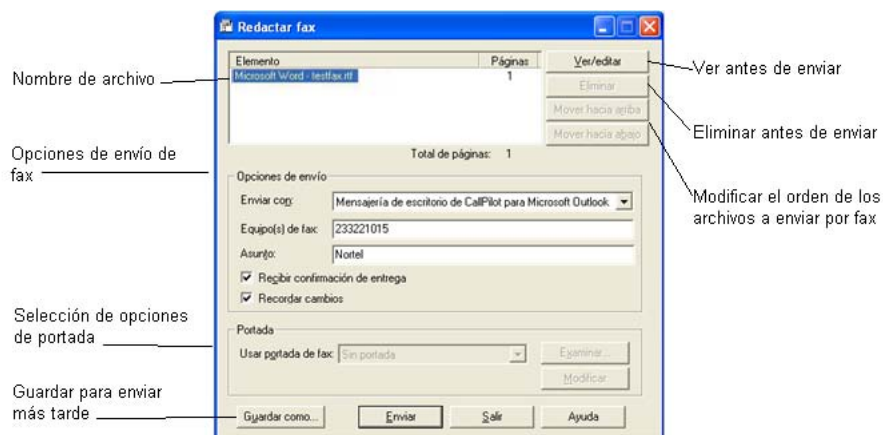 Redactar fax
Elemento Páginas
Microsoft Word - testfax.rtf 1
Ver/editar
Eliminar
Mover hacia arriba
Mover hacia abajo
Total de páginas: 1
Opciones de envío
Enviar con: Mensajería de escritorio de CallPilot para Microsoft Outlook
Equipo(s) de fax: 233221015
Asunto: Nortel
Recibir confirmación de entrega
Recordar cambios
Portada
Usar portada de fax: Sin portada
Examinar...
Modificar
Guardar como... Enviar Salir Ayuda
Nombre de archivo
Opciones de envío de
fax
Selección de opciones
de portada
Guardar para enviar
más tarde
Ver antes de enviar
Eliminar antes de enviar
Modificar el orden de los
archivos a enviar por fax